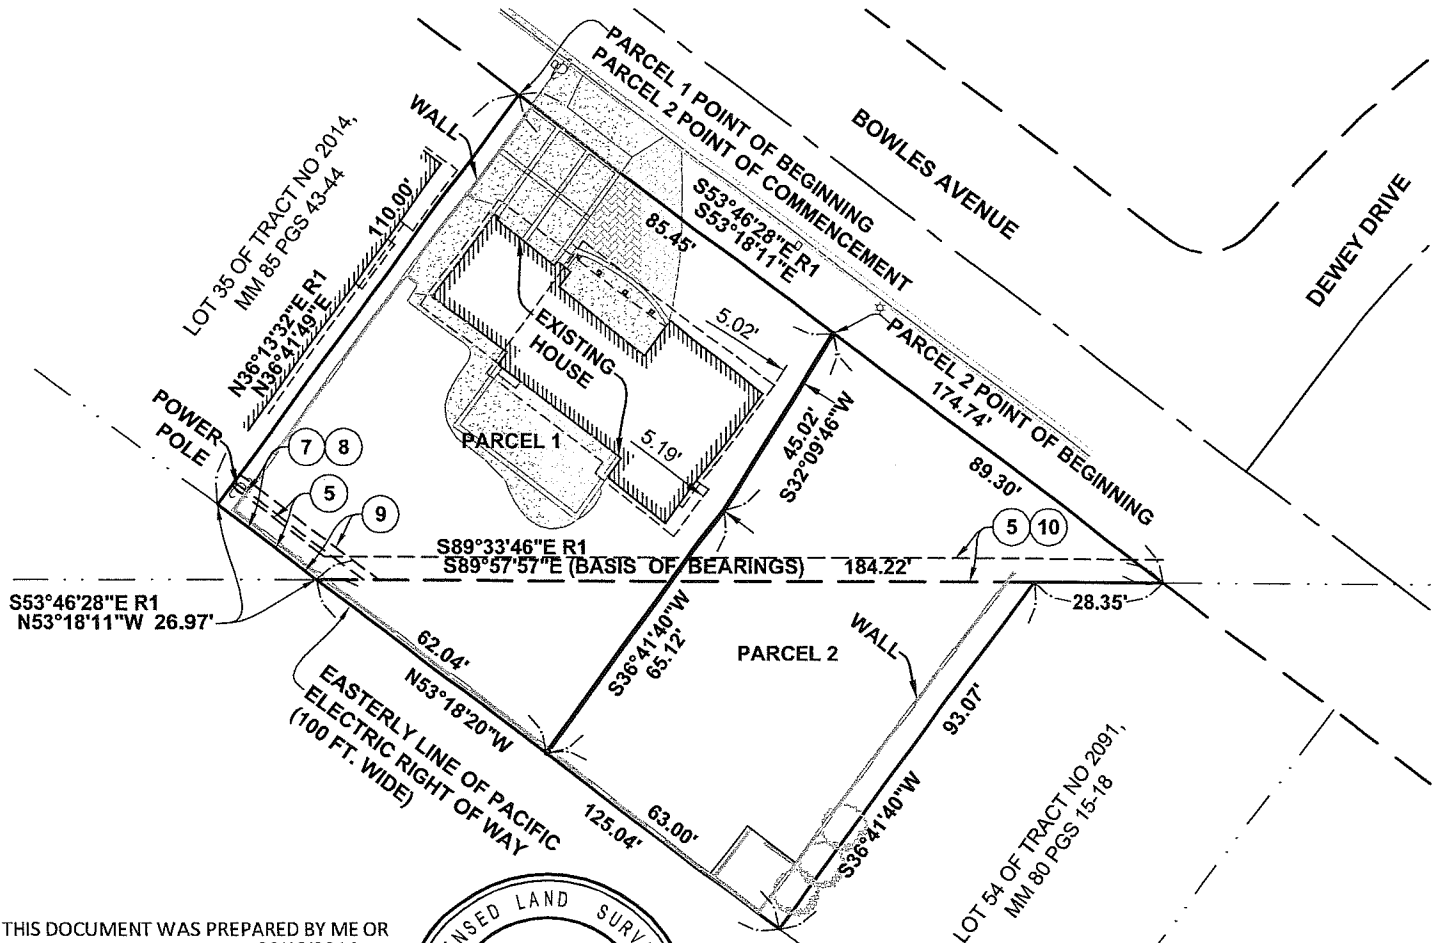 PARCEL 1 POINT OF BEGINNING
PARCEL 2 POINT OF COMMENCEMENT
BOWLES AVENUE
DEWEY DRIVE
WALL
LOT 35 OF TRACT NO 2014,
MM 85 PGS 43-44
110.00'
N36°13'32"E R1
N36°41'49"E
S53°46'28"E R1
S53°18'11"E
85.45'
5.02'
EXISTING
HOUSE
PARCEL 2 POINT OF BEGINNING
174.74'
89.30'
POWER
POLE
PARCEL 1
5.19'
45.02'
S32°09'46"W
7 8
5
9
S89°33'46"E R1
S89°57'57"E (BASIS OF BEARINGS) 184.22'
5 10
28.35'
S53°46'28"E R1
N53°18'11"W 26.97'
62.04'
N53°18'20"W
S36°41'40"W
65.12'
PARCEL 2
WALL
93.07'
S36°41'40"W
EASTERLY LINE OF PACIFIC
ELECTRIC RIGHT OF WAY
(100 FT. WIDE)
63.00'
125.04'
LOT 54 OF TRACT NO 2091,
MM 80 PGS 15-18
LAND
THIS DOCUMENT WAS PREPARED BY ME OR